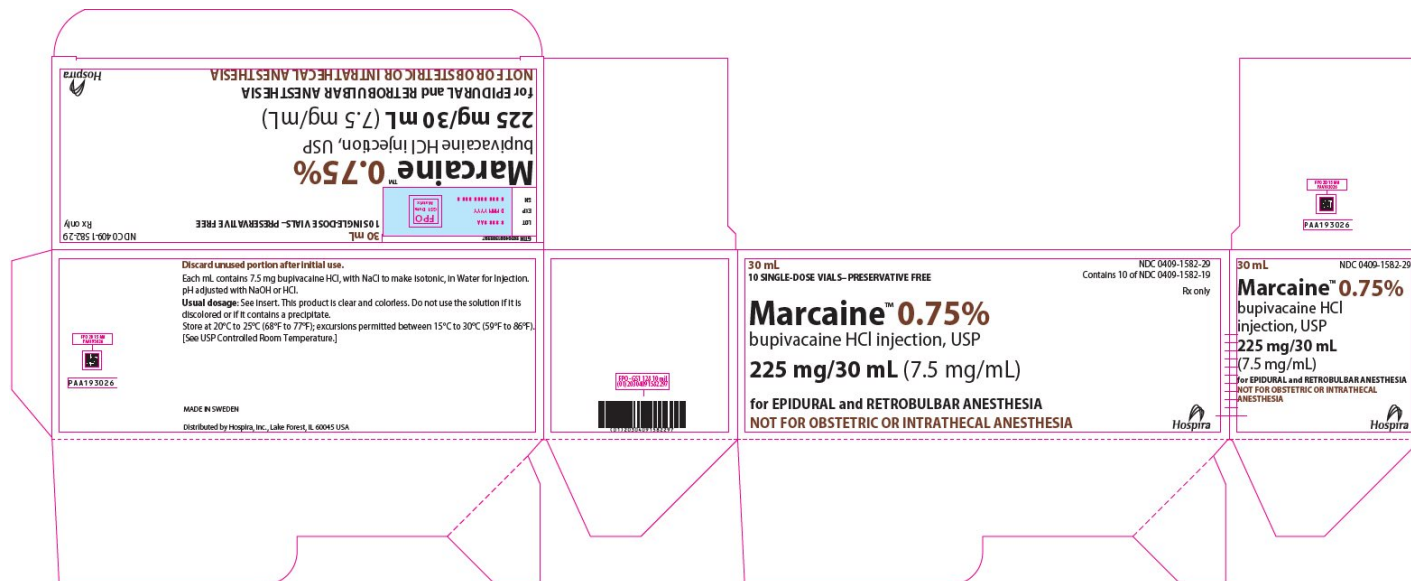 Hospira
NOT FOR OBSTETRIC OR INTRATHECAL ANESTHESIA
for EPIDURAL and RETROBULBAR ANESTHESIA
225 mg/30 mL (7.5 mg/mL)
bupivacaine HCl injection, USP
Marcaine™ 0.75%
10 SINGLE-DOSE VIALS– PRESERVATIVE FREE
30 mL
NDC 0409-1582-29
Rx only
LOT
EXP
SN
FPO
Discard unused portion after initial use.
Each mL contains 7.5 mg bupivacaine HCl, with NaCl to make isotonic, in Water for Injection.
pH adjusted with NaOH or HCl.
Usual dosage: See insert. This product is clear and colorless. Do not use the solution if it is
discolored or if it contains a precipitate.
Store at 20°C to 25°C (68°F to 77°F); excursions permitted between 15°C to 30°C (59°F to 86°F).
[See USP Controlled Room Temperature.]
PAA193026
MADE IN SWEDEN
Distributed by Hospira, Inc., Lake Forest, IL 60045 USA
30 mL
10 SINGLE-DOSE VIALS– PRESERVATIVE FREE
NDC 0409-1582-29
Contains 10 of NDC 0409-1582-19
Rx only
Marcaine™ 0.75%
bupivacaine HCl injection, USP
225 mg/30 mL (7.5 mg/mL)
for EPIDURAL and RETROBULBAR ANESTHESIA
NOT FOR OBSTETRIC OR INTRATHECAL ANESTHESIA
Hospira
PAA193026
30 mL
NDC 0409-1582-29
Marcaine™ 0.75%
bupivacaine HCl
injection, USP
225 mg/30 mL
(7.5 mg/mL)
for EPIDURAL and RETROBULBAR ANESTHESIA
NOT FOR OBSTETRIC OR INTRATHECAL
ANESTHESIA
Hospira